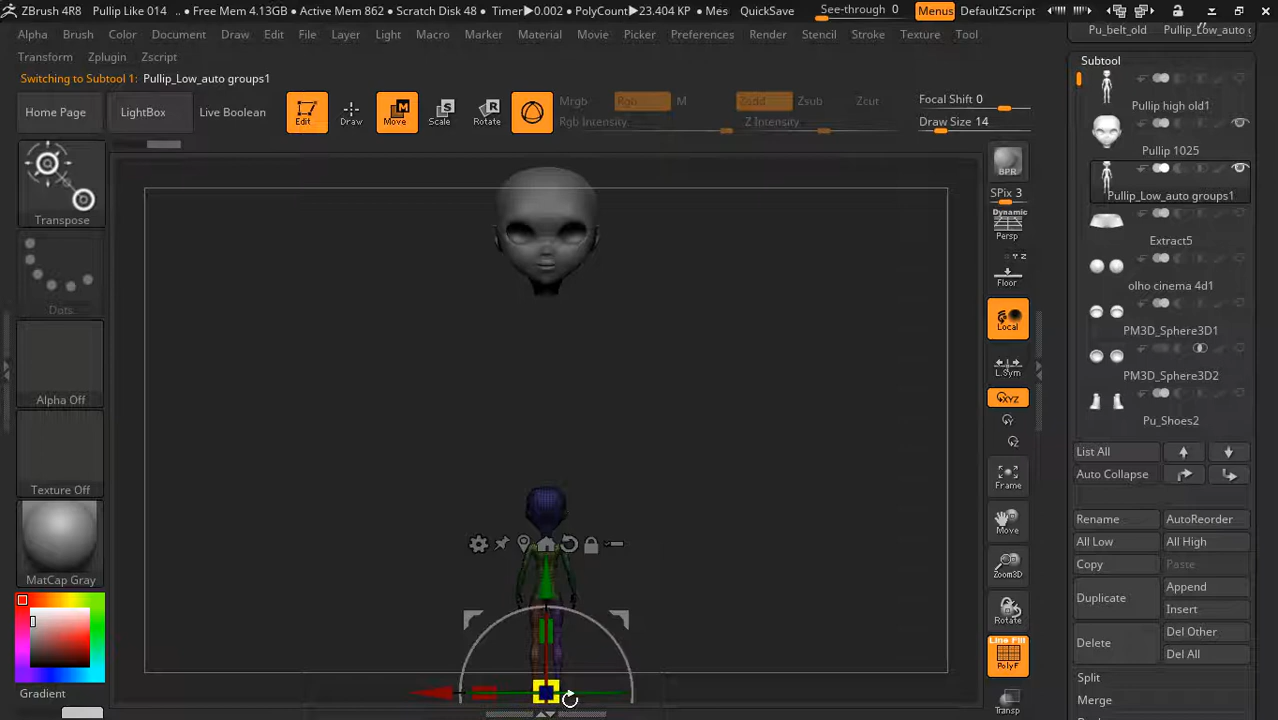 ZBrush 4R8 Pullip Like 014 .. • Free Mem 4.13GB • Active Mem 862 • Scratch Disk 48 • Timer▶0.002 • PolyCount▶23.404 KP • Mes QuickSave See-through 0 Menus DefaultZScript
Alpha Brush Color Document Draw Edit File Layer Light Macro Marker Material Movie Picker Preferences Render Stencil Stroke Texture Tool
Transform Zplugin Zscript
Switching to Subtool 1: Pullip_Low_auto groups1
Home Page LightBox Live Boolean Edit Draw Move Scale Rotate Mrgb Rgb M Zadd Zsub Zcut Focal Shift 0
Rgb Intensity Z Intensity Draw Size 14
Transpose
Dots
Alpha Off
Texture Off
MatCap Gray
Gradient
BPR
SPix 3
Dynamic
Persp
Floor
Local
L.Sym
XYZ
Y
Z
Frame
Move
Zoom3D
Rotate
Line Fill
PolyF
Transp
Pu_belt_old Pullip_Low_auto g
Subtool
Pullip high old1
Pullip 1025
Pullip_Low_auto groups1
Extract5
olho cinema 4d1
PM3D_Sphere3D1
PM3D_Sphere3D2
Pu_Shoes2
List All
Auto Collapse
Rename AutoReorder
All Low All High
Copy Paste
Duplicate Append
Insert
Delete Del Other
Del All
Split
Merge